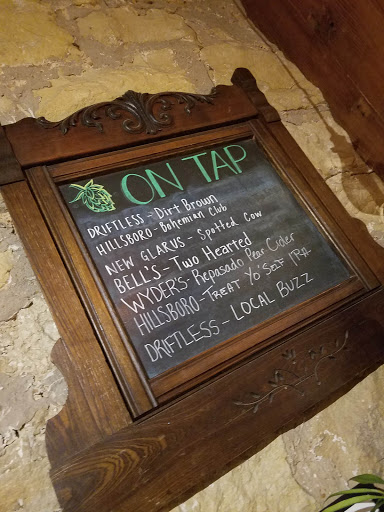 ON TAP
DRIFTLESS - Dirt Brown
HILLSBORO - Bohemian Club
NEW GLARUS - Spotted Cow
BELL'S - Two Hearted
WYDERS - Reposado Pear Cider
HILLSBORO - TREAT YO' SELF IPA
DRIFTLESS - LOCAL BUZZ